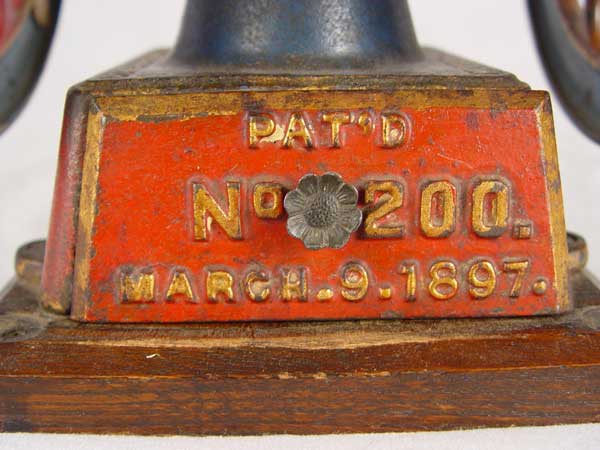 PAT'D
No 200.
MARCH.9.1897.